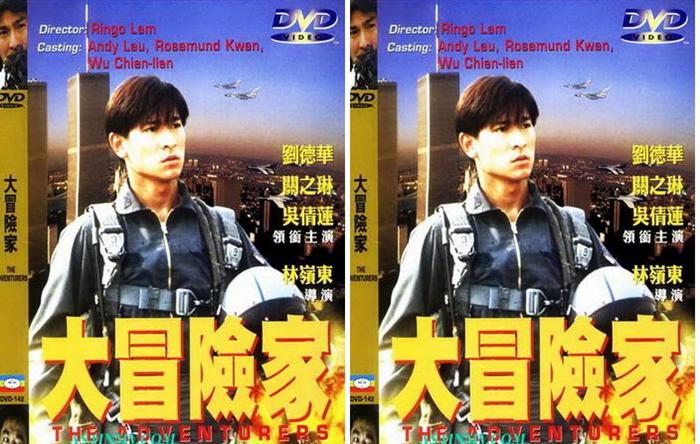 DVD
大冒險家
THE
VENTURERS
DVD-142
DVD
VIDEO
Director: Ringo Lam
Casting: Andy Lau, Rosamund Kwan,
Wu Chien-lien
劉德華
關之琳
吳倩蓮
領銜主演
林嶺東
導演
大冒險家
THE ADVENTURERS
DVD
大冒險家
THE
VENTURERS
DVD-142
DVD
VIDEO
Director: Ringo Lam
Casting: Andy Lau, Rosamund Kwan,
Wu Chien-lien
劉德華
關之琳
吳倩蓮
領銜主演
林嶺東
導演
大冒險家
THE ADVENTURERS